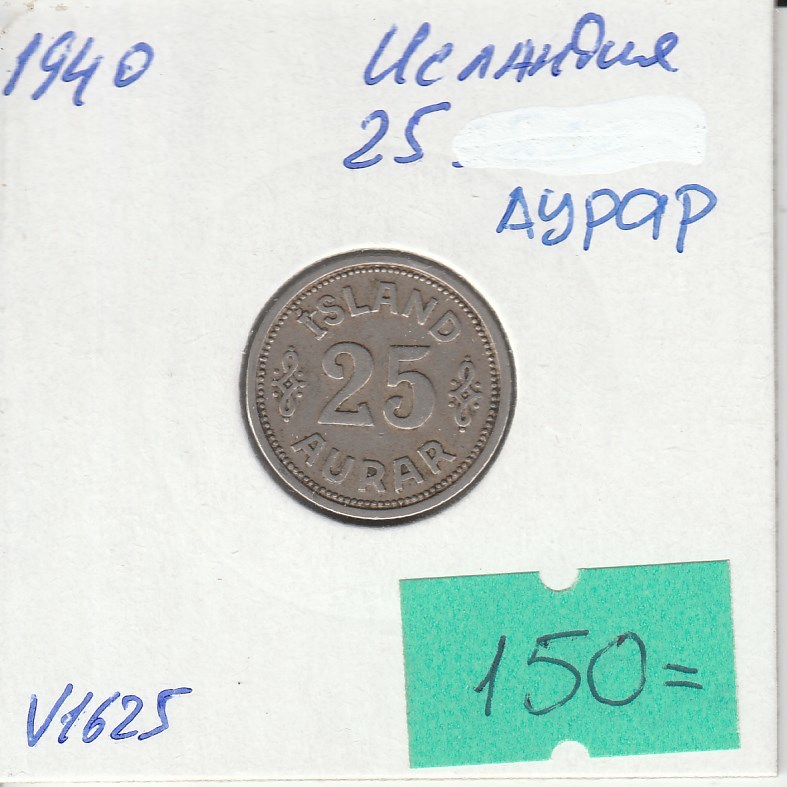 1940
Исландия
25
АУРАР
ÍSLAND
25
AURAR
150=
V1625